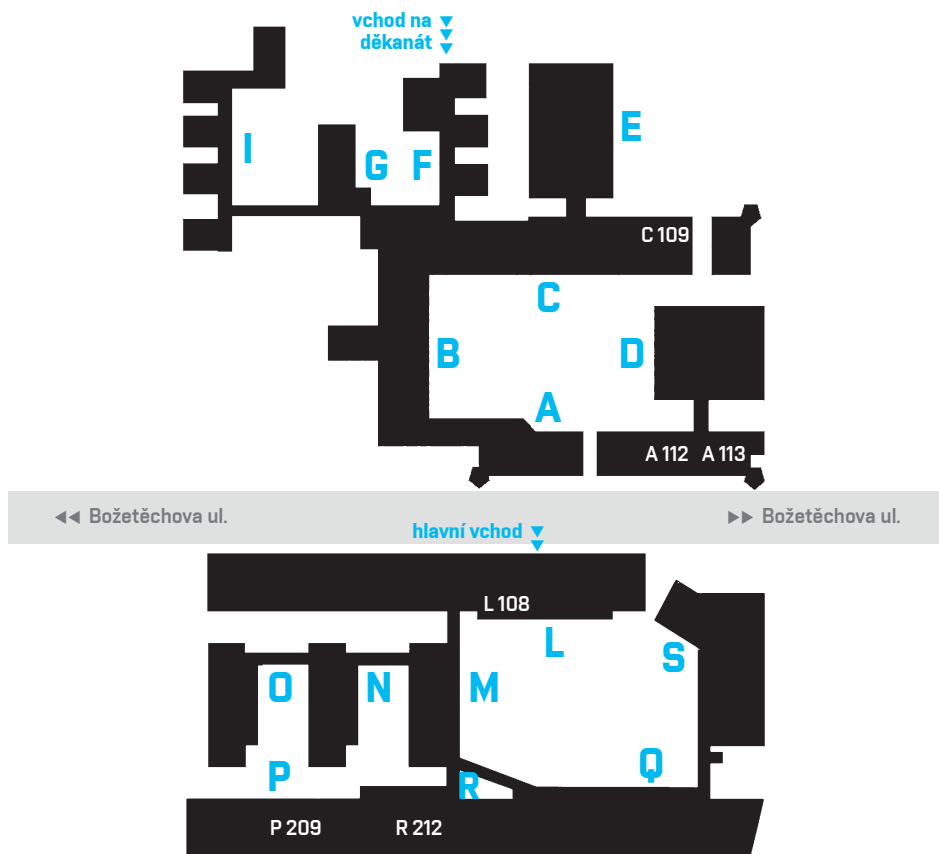 vchod na
děkanát
E
I
G
F
C 109
C
B
D
A
A 112
A 113
Božetěchova ul.
Božetěchova ul.
hlavní vchod
L 108
L
S
O
N
M
Q
P
R
P 209
R 212